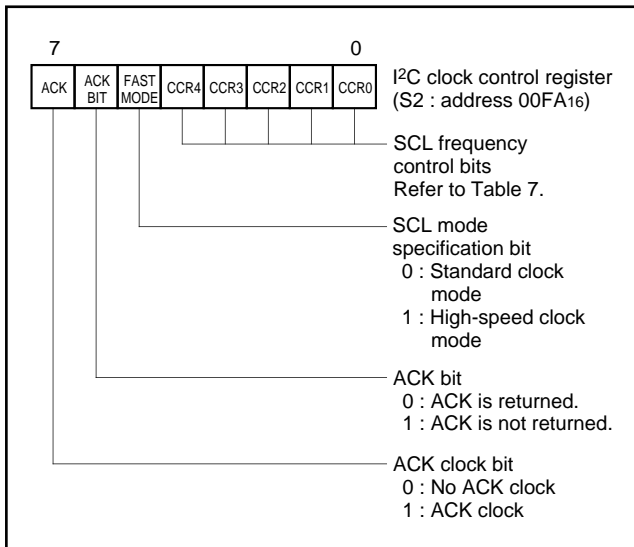 7 0
ACK ACK BIT FAST MODE CCR4 CCR3 CCR2 CCR1 CCR0
I2C clock control register
(S2 : address 00FA16)
SCL frequency
control bits
Refer to Table 7.
SCL mode
specification bit
0 : Standard clock
mode
1 : High-speed clock
mode
ACK bit
0 : ACK is returned.
1 : ACK is not returned.
ACK clock bit
0 : No ACK clock
1 : ACK clock